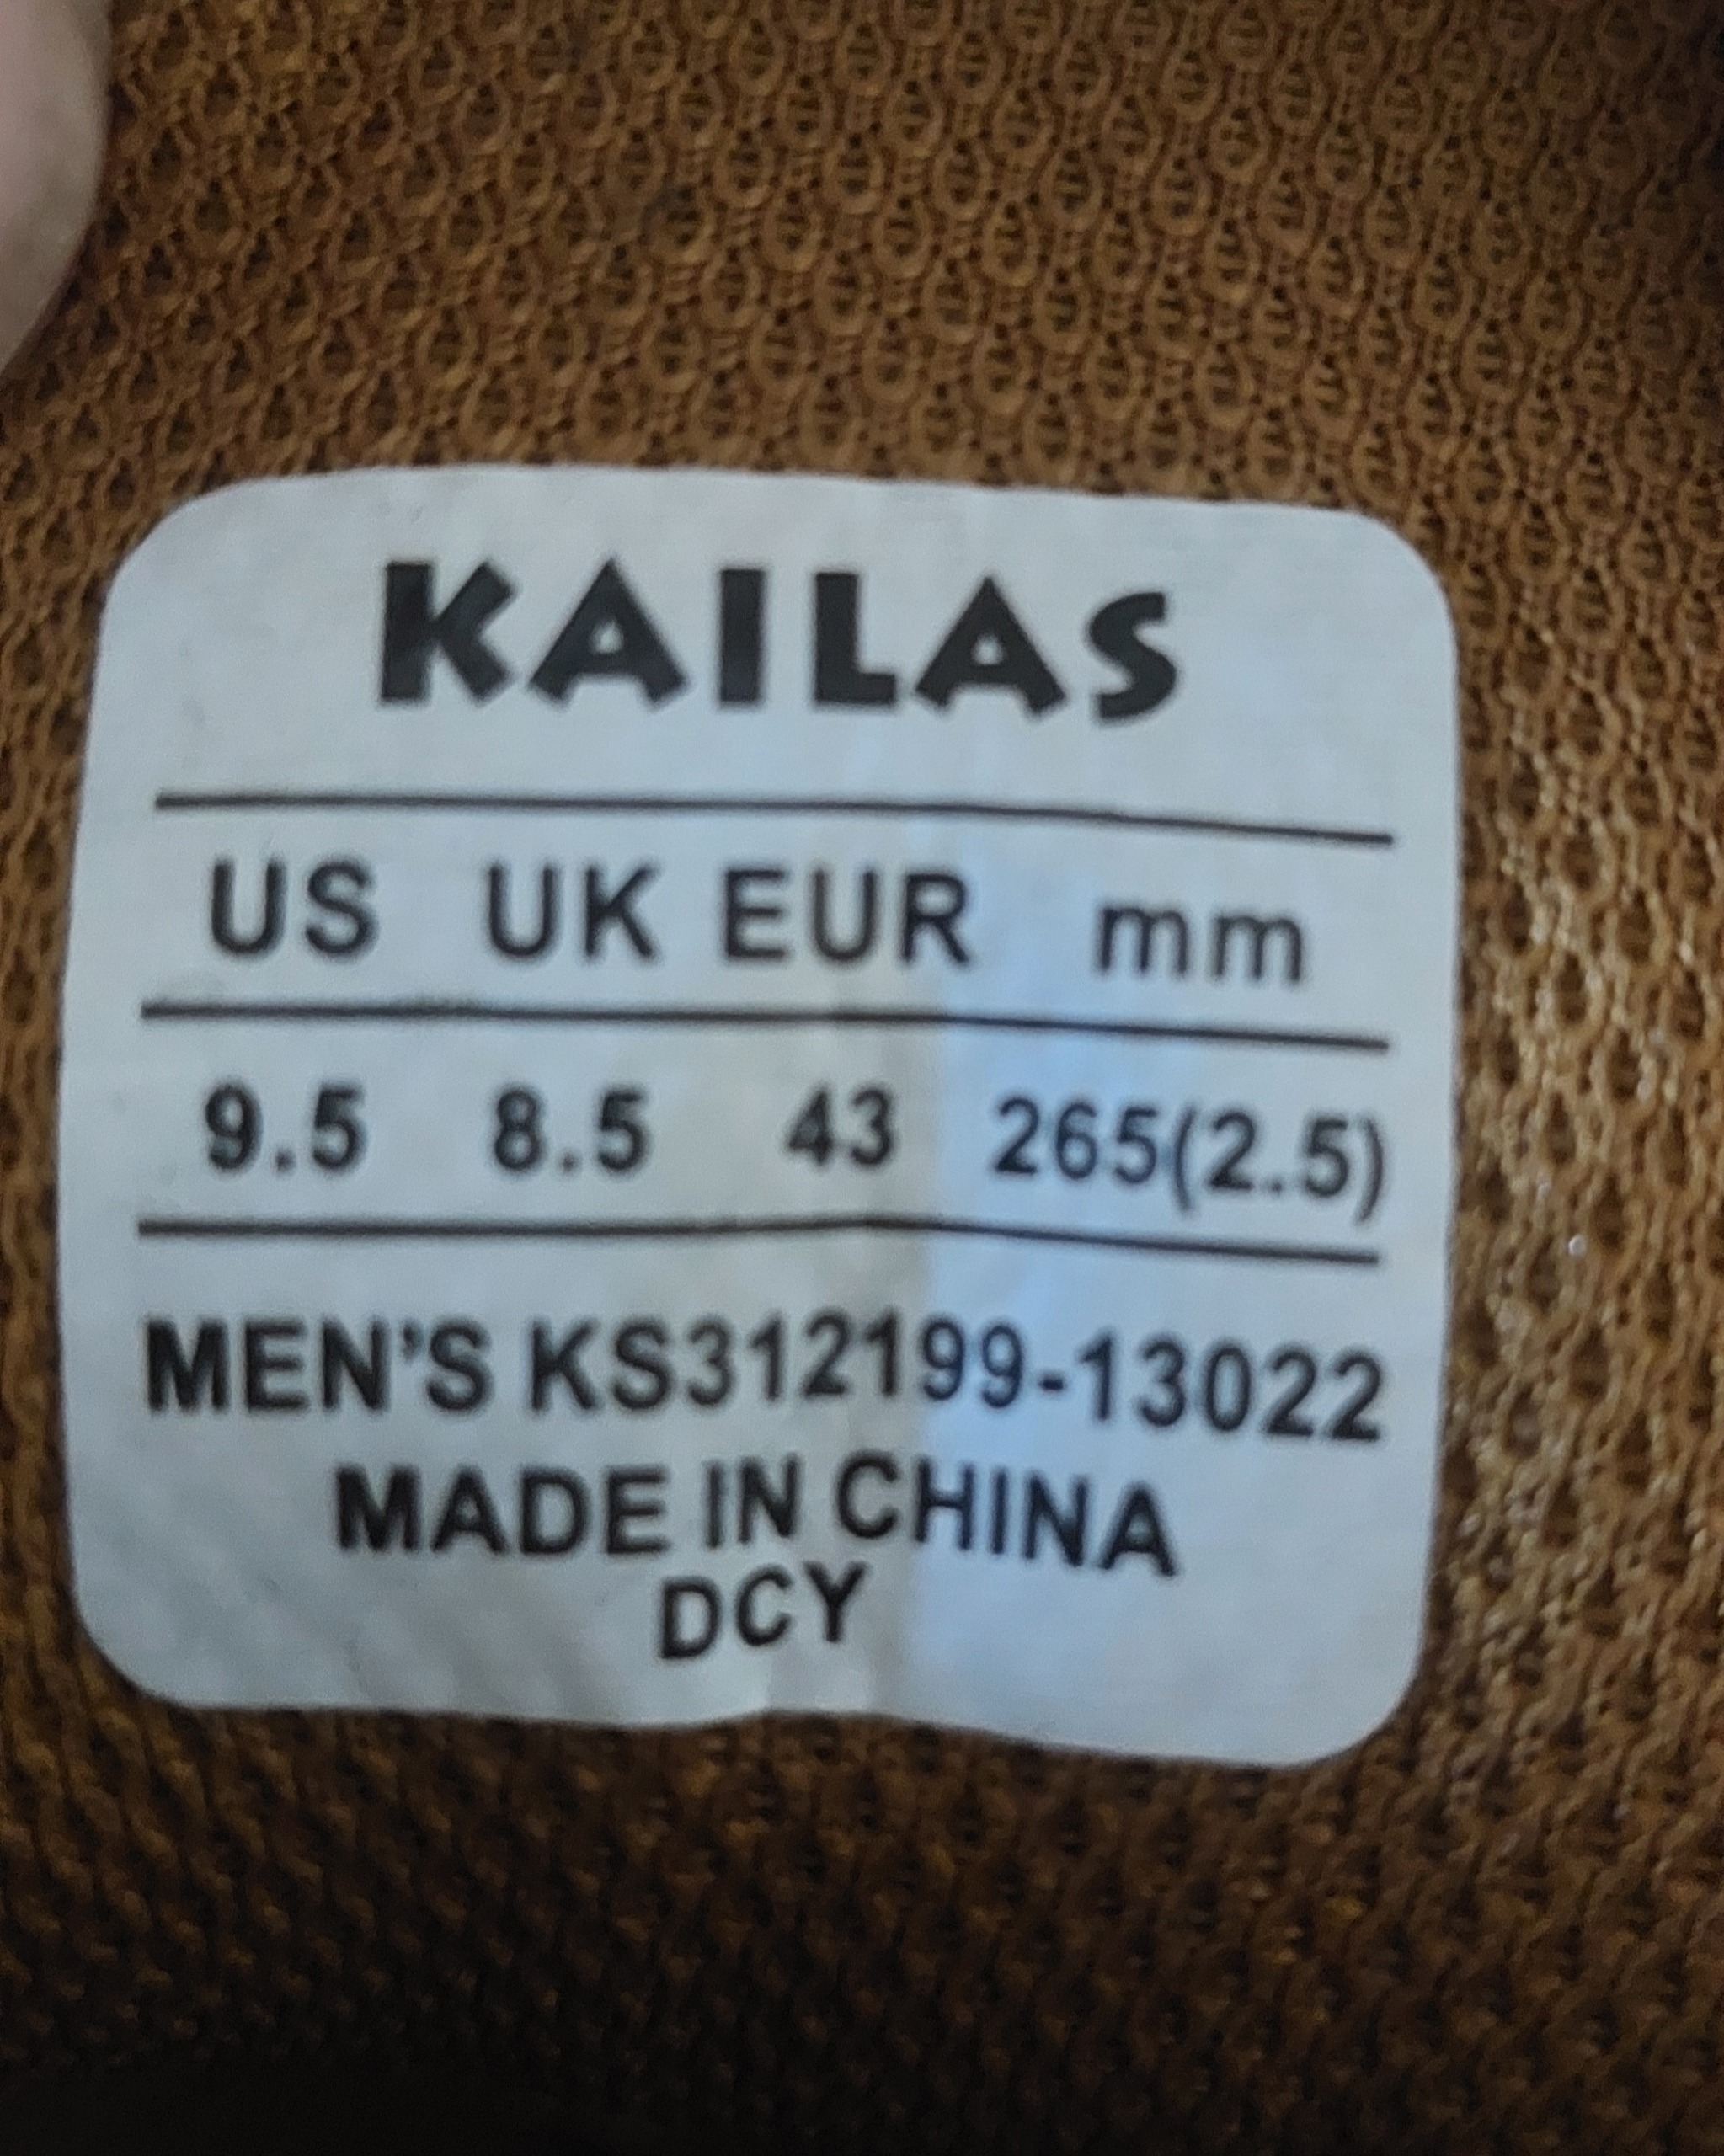 KAILAS
US UK EUR mm
9.5 8.5 43 265(2.5)
MEN'S KS312199-13022
MADE IN CHINA
DCY